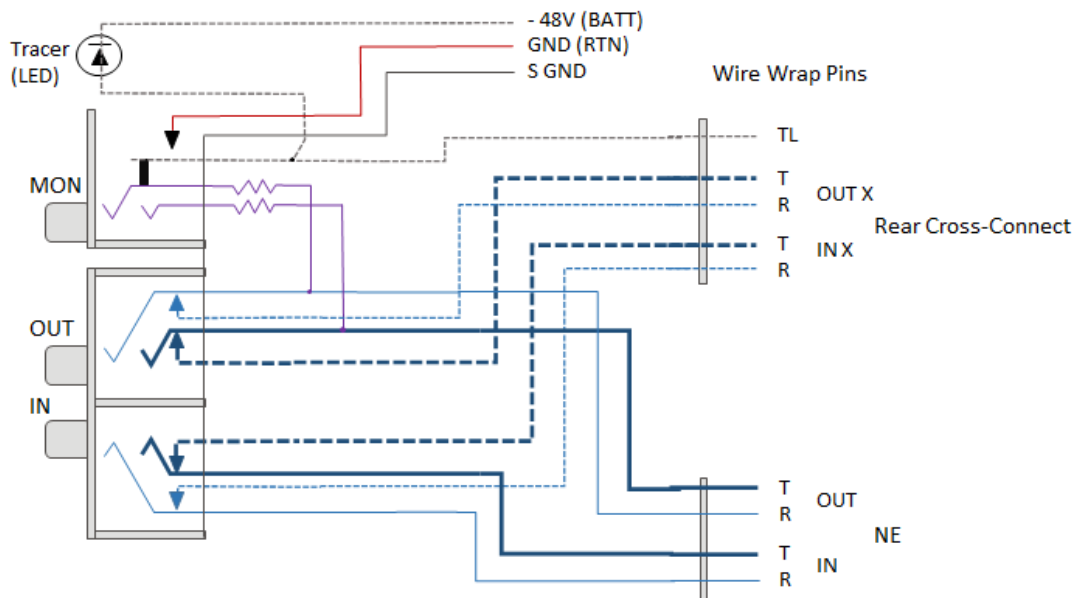 - 48V (BATT)
Tracer
(LED)
GND (RTN)
S GND
Wire Wrap Pins
TL
MON
T
OUT X
R
Rear Cross-Connect
T
IN X
R
OUT
IN
T
OUT
R
NE
T
IN
R